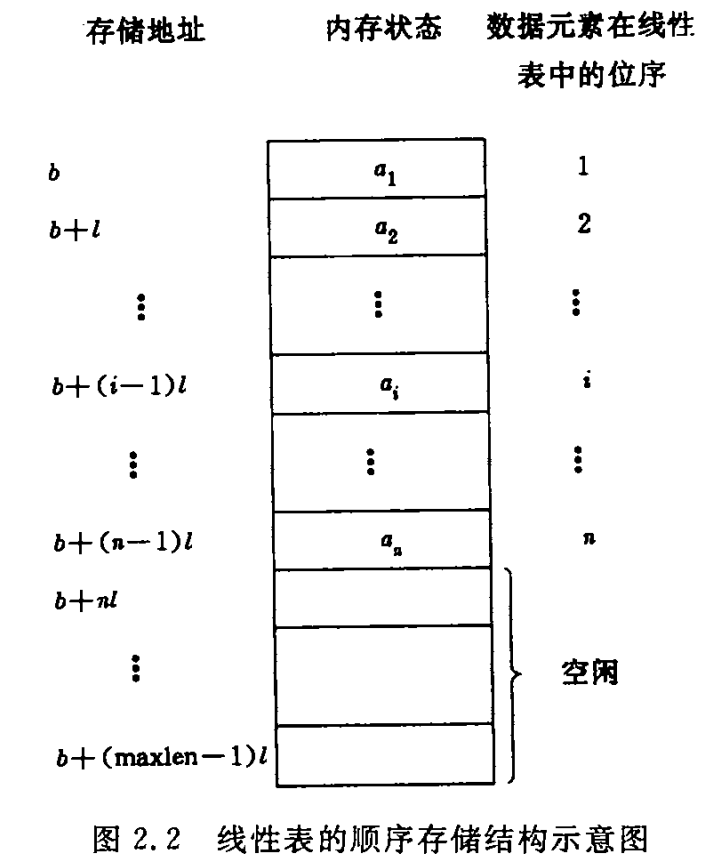 存储地址 内存状态 数据元素在线性
表中的位序
b a₁ 1
b+l a₂ 2
⋮ ⋮ ⋮
b+(i-1)l aᵢ i
⋮ ⋮ ⋮
b+(n-1)l aₙ n
b+nl
⋮ 空闲
b+(maxlen-1)l
图 2.2 线性表的顺序存储结构示意图